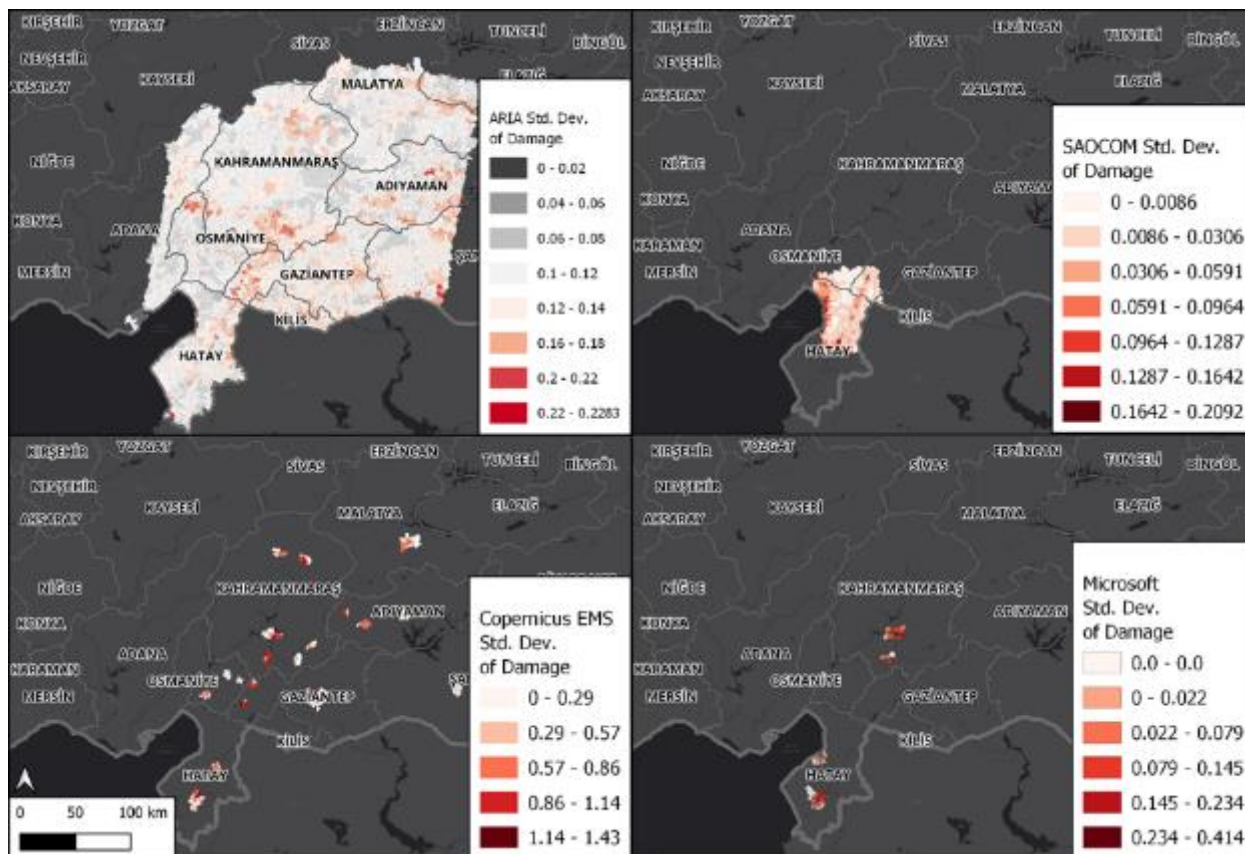 KIRŞEHİR
YOZGAT
ERZİNCAN
NEVŞEHİR
SİVAS
TUNCELİ
BİNGÖL
AKSARAY
KAYSERİ
MALATYA
ELAZIĞ
NİĞDE
KAHRAMANMARAŞ
ADIYAMAN
KONYA
ADANA
OSMANİYE
MERSİN
GAZİANTEP
KİLİS
HATAY
ARIA Std. Dev.
of Damage
0 - 0.02
0.04 - 0.06
0.06 - 0.08
0.1 - 0.12
0.12 - 0.14
0.16 - 0.18
0.2 - 0.22
0.22 - 0.2283
KIRŞEHİR
YOZGAT
ERZİNCAN
NEVŞEHİR
SİVAS
TUNCELİ
BİNGÖL
AKSARAY
KAYSERİ
MALATYA
ELAZIĞ
NİĞDE
KAHRAMANMARAŞ
ADIYAMAN
KONYA
ADANA
KARAMAN
OSMANİYE
MERSİN
GAZİANTEP
KİLİS
HATAY
SAOCOM Std. Dev.
of Damage
0 - 0.0086
0.0086 - 0.0306
0.0306 - 0.0591
0.0591 - 0.0964
0.0964 - 0.1287
0.1287 - 0.1642
0.1642 - 0.2092
KIRŞEHİR
YOZGAT
ERZİNCAN
NEVŞEHİR
SİVAS
TUNCELİ
BİNGÖL
AKSARAY
KAYSERİ
MALATYA
ELAZIĞ
NİĞDE
KAHRAMANMARAŞ
ADIYAMAN
KONYA
ADANA
KARAMAN
OSMANİYE
MERSİN
GAZİANTEP
KİLİS
HATAY
0 50 100 km
Copernicus EMS
Std. Dev.
of Damage
0 - 0.29
0.29 - 0.57
0.57 - 0.86
0.86 - 1.14
1.14 - 1.43
KIRŞEHİR
YOZGAT
ERZİNCAN
NEVŞEHİR
SİVAS
TUNCELİ
BİNGÖL
AKSARAY
KAYSERİ
MALATYA
ELAZIĞ
NİĞDE
KAHRAMANMARAŞ
ADIYAMAN
KONYA
ADANA
KARAMAN
OSMANİYE
MERSİN
GAZİANTEP
KİLİS
HATAY
Microsoft
Std. Dev.
of Damage
0.0 - 0.0
0 - 0.022
0.022 - 0.079
0.079 - 0.145
0.145 - 0.234
0.234 - 0.414